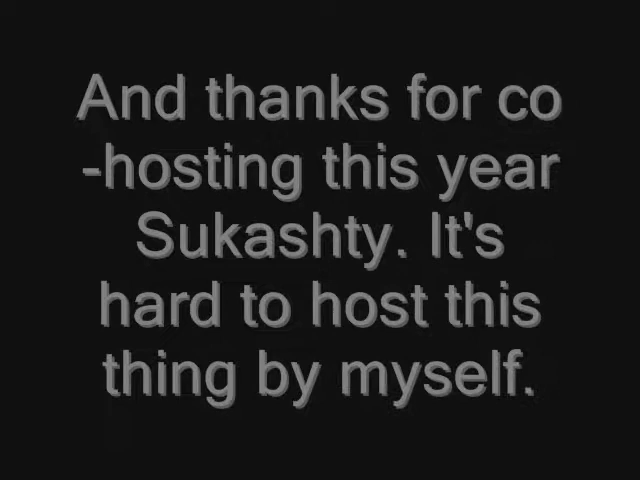 And thanks for co
-hosting this year
Sukashty. It's
hard to host this
thing by myself.